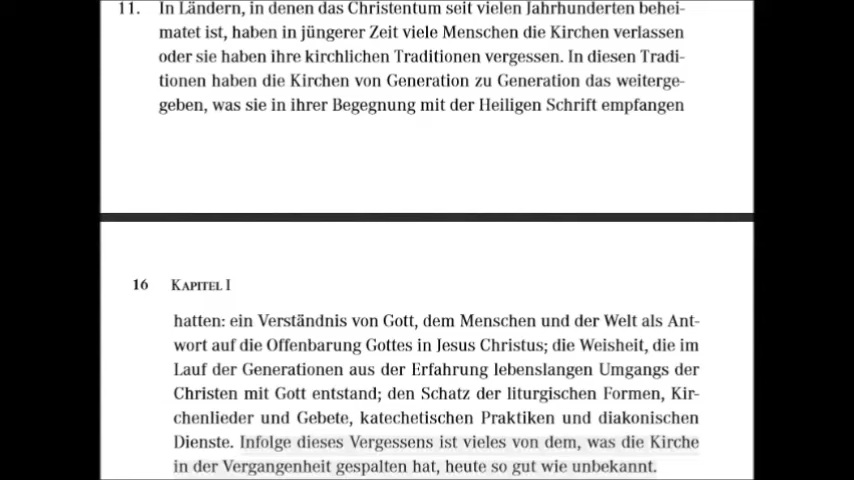 11. In Ländern, in denen das Christentum seit vielen Jahrhunderten behei-
matet ist, haben in jüngerer Zeit viele Menschen die Kirchen verlassen
oder sie haben ihre kirchlichen Traditionen vergessen. In diesen Tradi-
tionen haben die Kirchen von Generation zu Generation das weiterge-
geben, was sie in ihrer Begegnung mit der Heiligen Schrift empfangen
16 KAPITEL I
hatten: ein Verständnis von Gott, dem Menschen und der Welt als Ant-
wort auf die Offenbarung Gottes in Jesus Christus; die Weisheit, die im
Lauf der Generationen aus der Erfahrung lebenslangen Umgangs der
Christen mit Gott entstand; den Schatz der liturgischen Formen, Kir-
chenlieder und Gebete, katechetischen Praktiken und diakonischen
Dienste. Infolge dieses Vergessens ist vieles von dem, was die Kirche
in der Vergangenheit gespalten hat, heute so gut wie unbekannt.